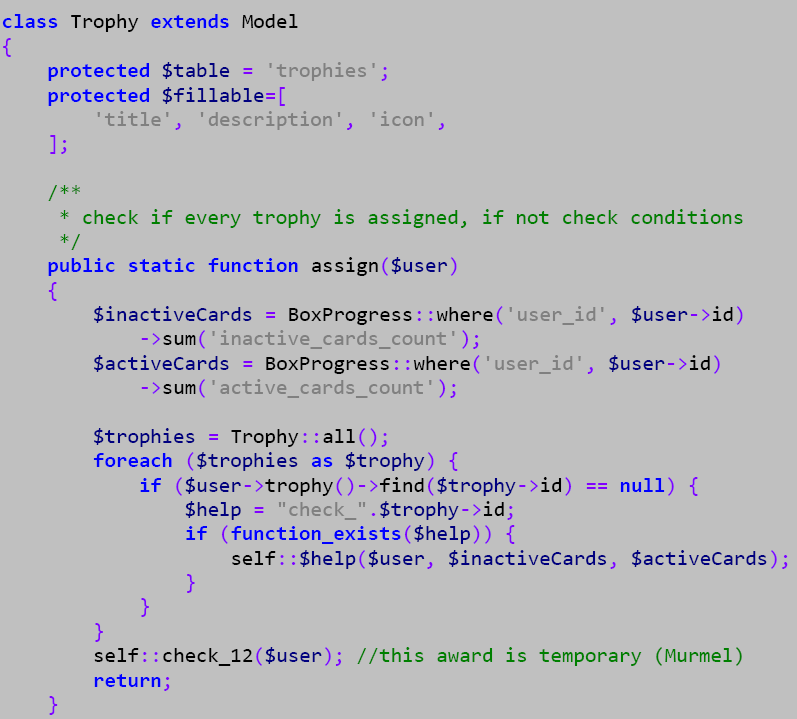 class Trophy extends Model
{
    protected $table = 'trophies';
    protected $fillable=[
        'title', 'description', 'icon',
    ];

    /**
     * check if every trophy is assigned, if not check conditions
     */
    public static function assign($user)
    {
        $inactiveCards = BoxProgress::where('user_id', $user->id)
            ->sum('inactive_cards_count');
        $activeCards = BoxProgress::where('user_id', $user->id)
            ->sum('active_cards_count');

        $trophies = Trophy::all();
        foreach ($trophies as $trophy) {
            if ($user->trophy()->find($trophy->id) == null) {
                $help = "check_".$trophy->id;
                if (function_exists($help)) {
                    self::$help($user, $inactiveCards, $activeCards);
                }
            }
        }
        self::check_12($user); //this award is temporary (Murmel)
        return;
    }